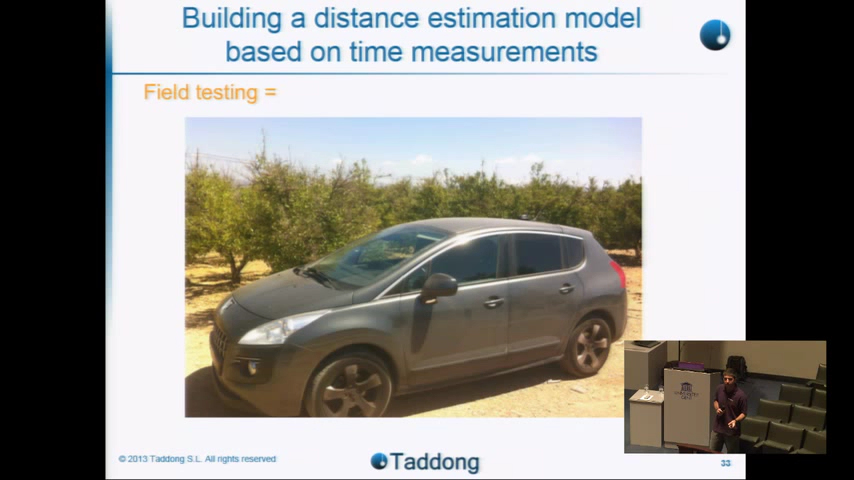 Building a distance estimation model
based on time measurements
Field testing =
© 2013 Taddong S.L. All rights reserved
Taddong
33